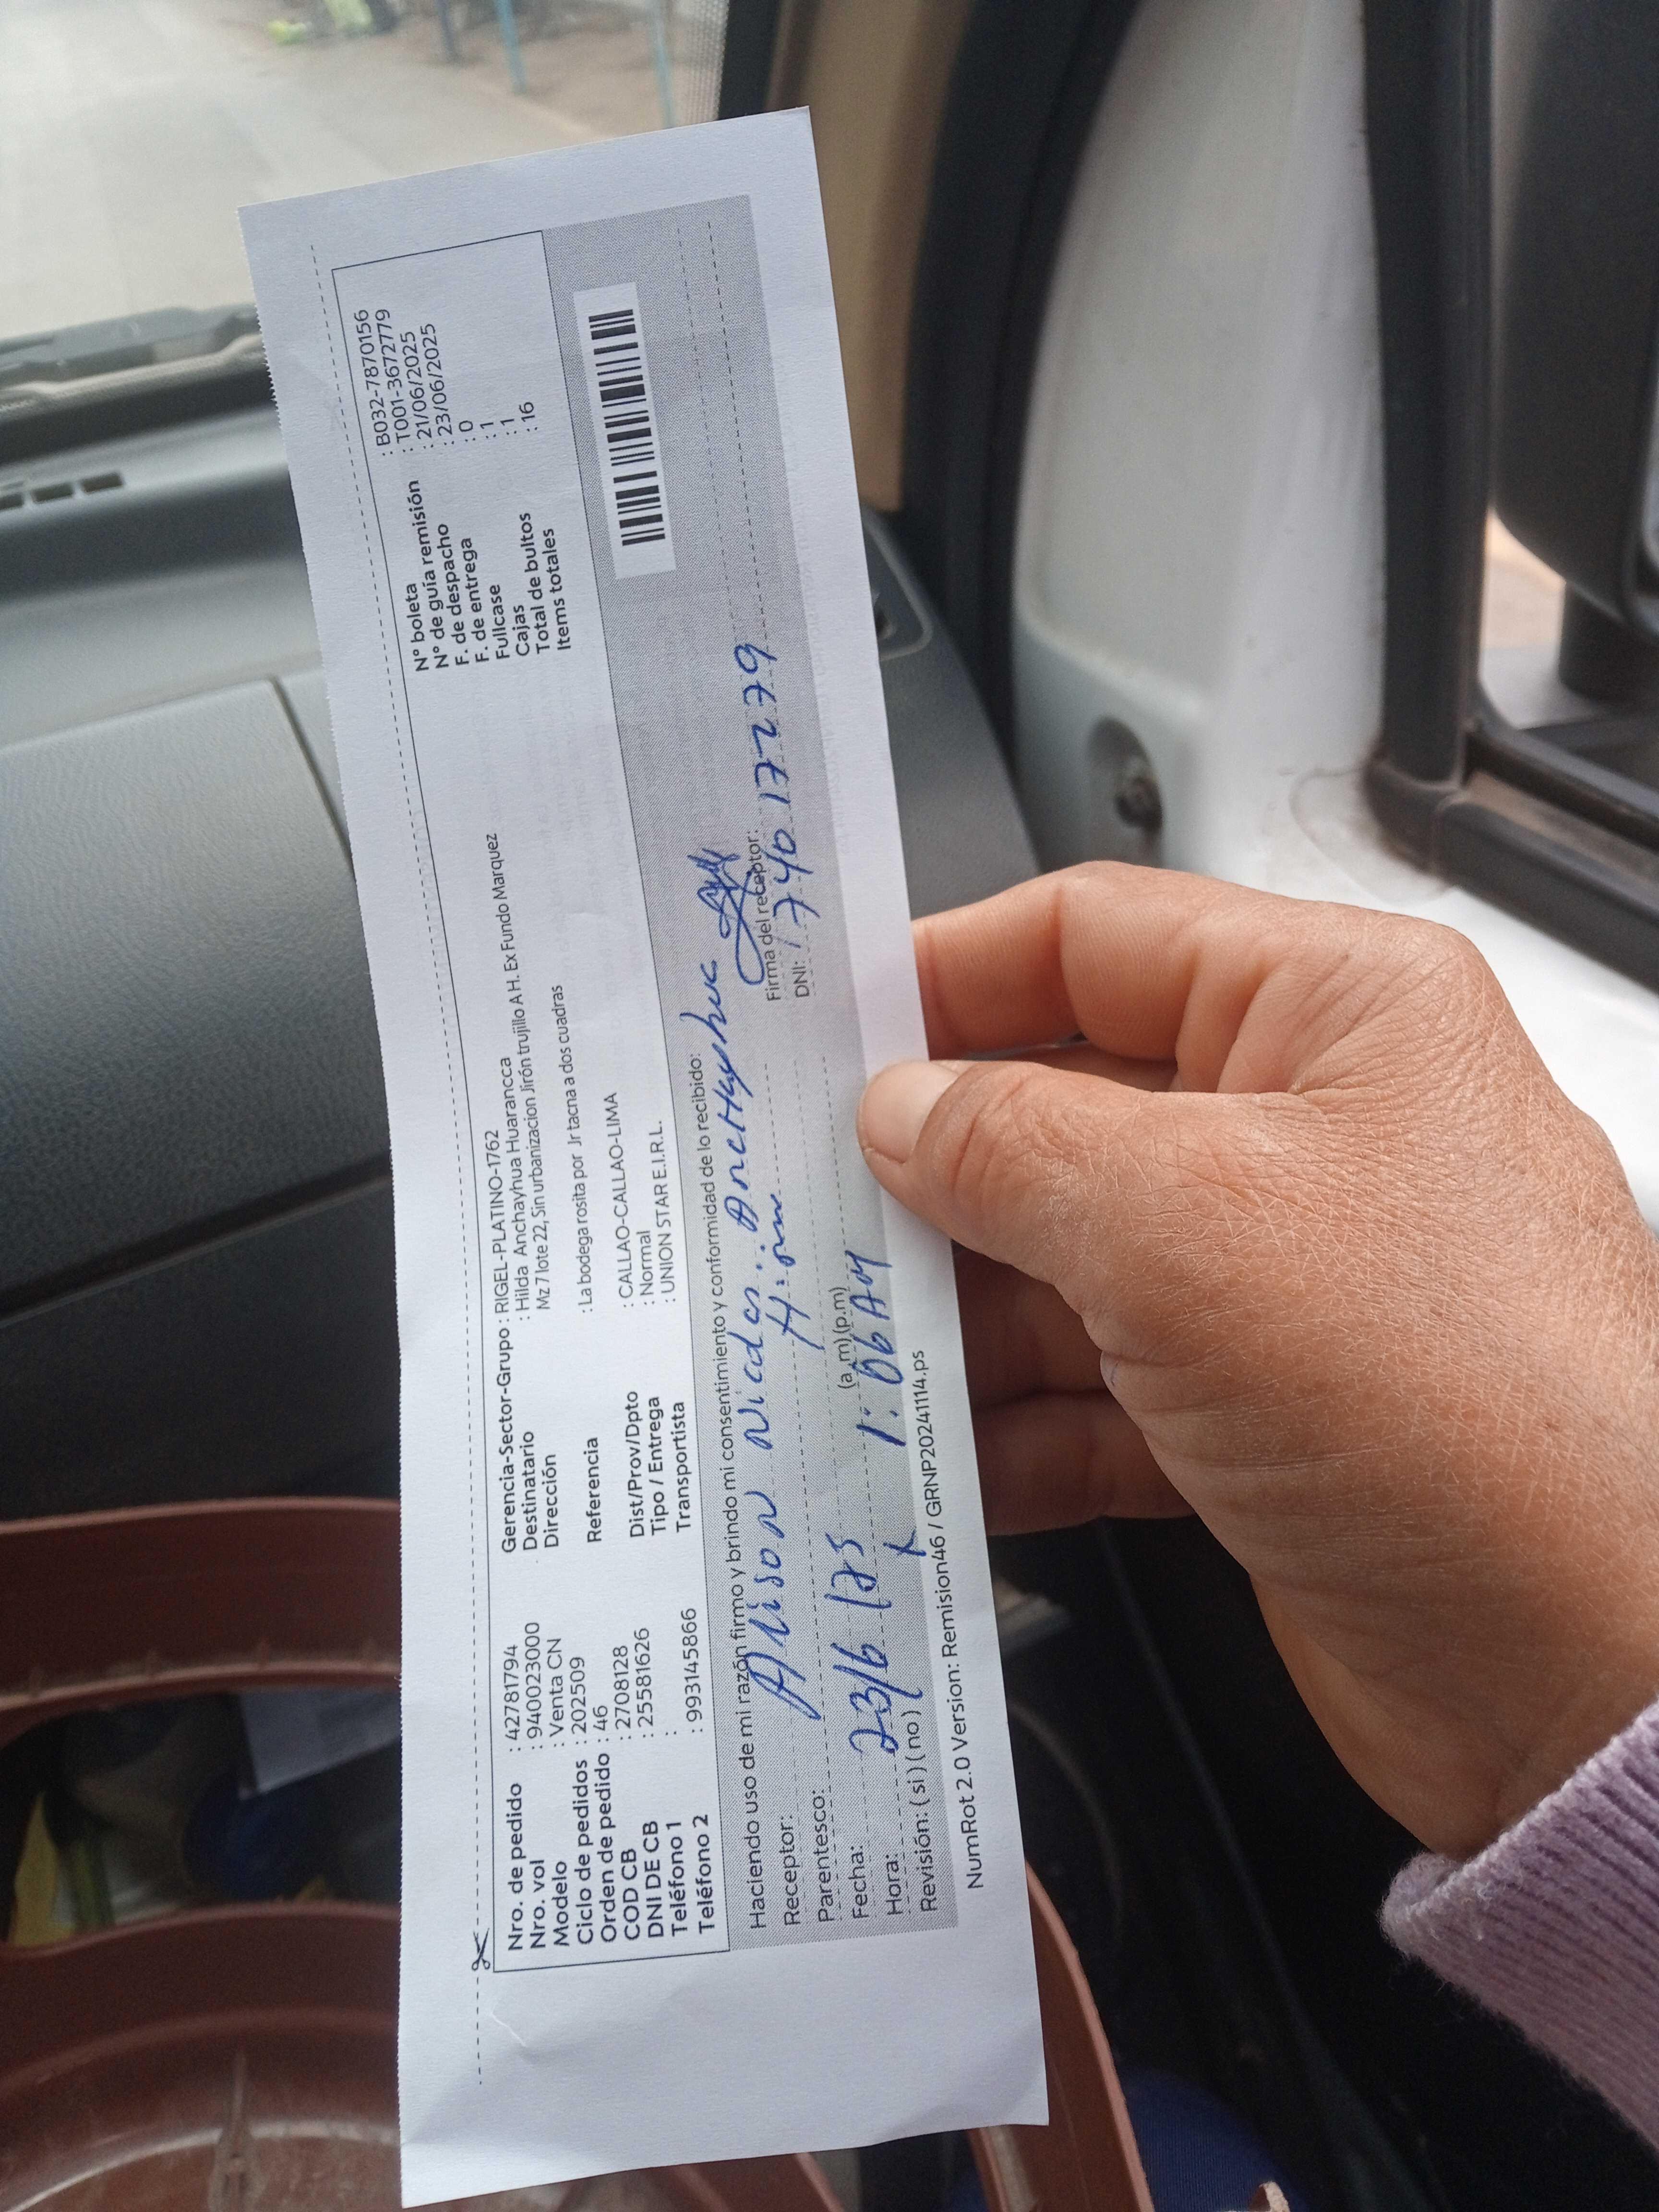 Nro. de pedido : 42781794
Nro. vol : 940023000
Modelo : Venta CN
Ciclo de pedidos : 202509
Orden de pedido : 46
COD CB : 2708128
DNI DE CB : 25581626
Teléfono 1 :
Teléfono 2 : 993145866
Gerencia-Sector-Grupo : RIGEL-PLATINO-1762
Destinatario : Hilda Anchayhua Huarancca
Dirección Mz 7 lote 22, Sin urbanizacion Jirón trujillo A H. Ex Fundo Marquez
Referencia : La bodega rosita por Jr tacna a dos cuadras
Dist/Prov/Dpto : CALLAO-CALLAO-LIMA
Tipo / Entrega : Normal
Transportista : UNION STAR E.I.R.L.
N° boleta : B032-7870156
N° de guía remisión : T001-3672779
F. de despacho : 21/06/2025
F. de entrega : 23/06/2025
Fullcase : 0
Cajas : 1
Total de bultos : 1
Items totales : 16
Haciendo uso de mi razón firmo y brindo mi consentimiento y conformidad de lo recibido:
Receptor: Alison
Parentesco:
Fecha: 23/6/25
Hora: 1:06 AM (a.m) (p.m)
Revisión: ( si ) ( no ) x
Firma del receptor:
DNI:
NumRot 2.0 Version: Remision46 / GRNP20241114.ps